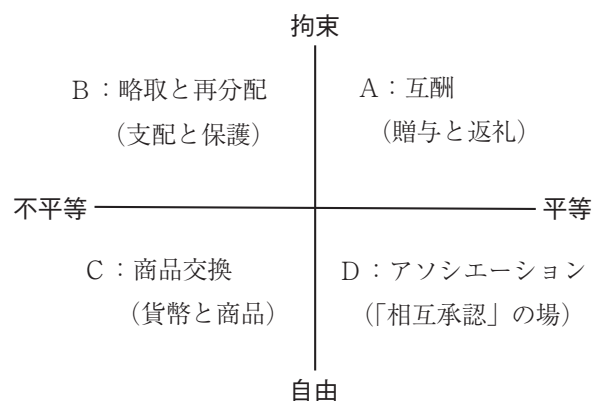 拘束
B：略取と再分配
（支配と保護）
A：互酬
（贈与と返礼）
不平等
平等
C：商品交換
（貨幣と商品）
D：アソシエーション
（「相互承認」の場）
自由